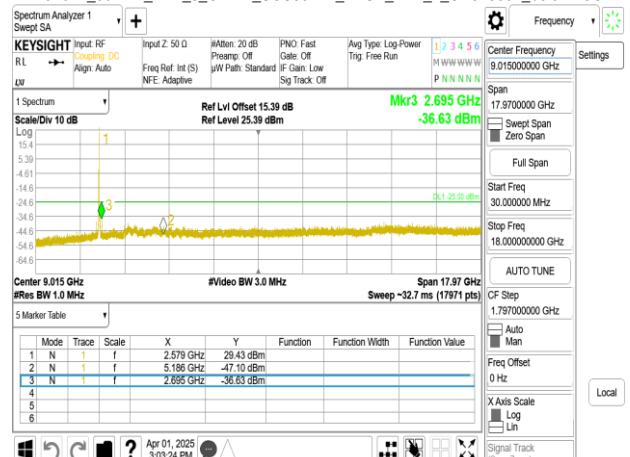 Spectrum Analyzer 1
Swept SA
Frequency
KEYSIGHT
RL
Input: RF
Coupling: DC
Align: Auto
Input Z: 50 Ω
Freq Ref: Int (S)
NFE: Adaptive
#Atten: 20 dB
Preamp: Off
µW Path: Standard
PNO: Fast
Gate: Off
IF Gain: Low
Sig Track: Off
Avg Type: Log-Power
Trig: Free Run
1 2 3 4 5 6
M W W W W W
P N N N N N
1 Spectrum
Scale/Div 10 dB
Ref Lvl Offset 15.39 dB
Ref Level 25.39 dBm
Mkr3 2.695 GHz
-36.63 dBm
Log
15.4
5.39
-4.61
-14.6
-24.6
-34.6
-44.6
-54.6
-64.6
1
2
3
DL1 -25.00 dBm
Center 9.015 GHz
#Res BW 1.0 MHz
#Video BW 3.0 MHz
Span 17.97 GHz
Sweep ~32.7 ms (17971 pts)
5 Marker Table
Mode Trace Scale X Y Function Function Width Function Value
1 N 1 f 2.579 GHz 29.43 dBm
2 N 1 f 5.186 GHz -47.10 dBm
3 N 1 f 2.695 GHz -36.63 dBm
4
5
6
Apr 01, 2025
3:03:24 PM
Center Frequency
9.015000000 GHz
Settings
Span
17.9700000 GHz
Swept Span
Zero Span
Full Span
Start Freq
30.000000 MHz
Stop Freq
18.000000000 GHz
AUTO TUNE
CF Step
1.797000000 GHz
Auto
Man
Freq Offset
0 Hz
X Axis Scale
Log
Lin
Local
Signal Track